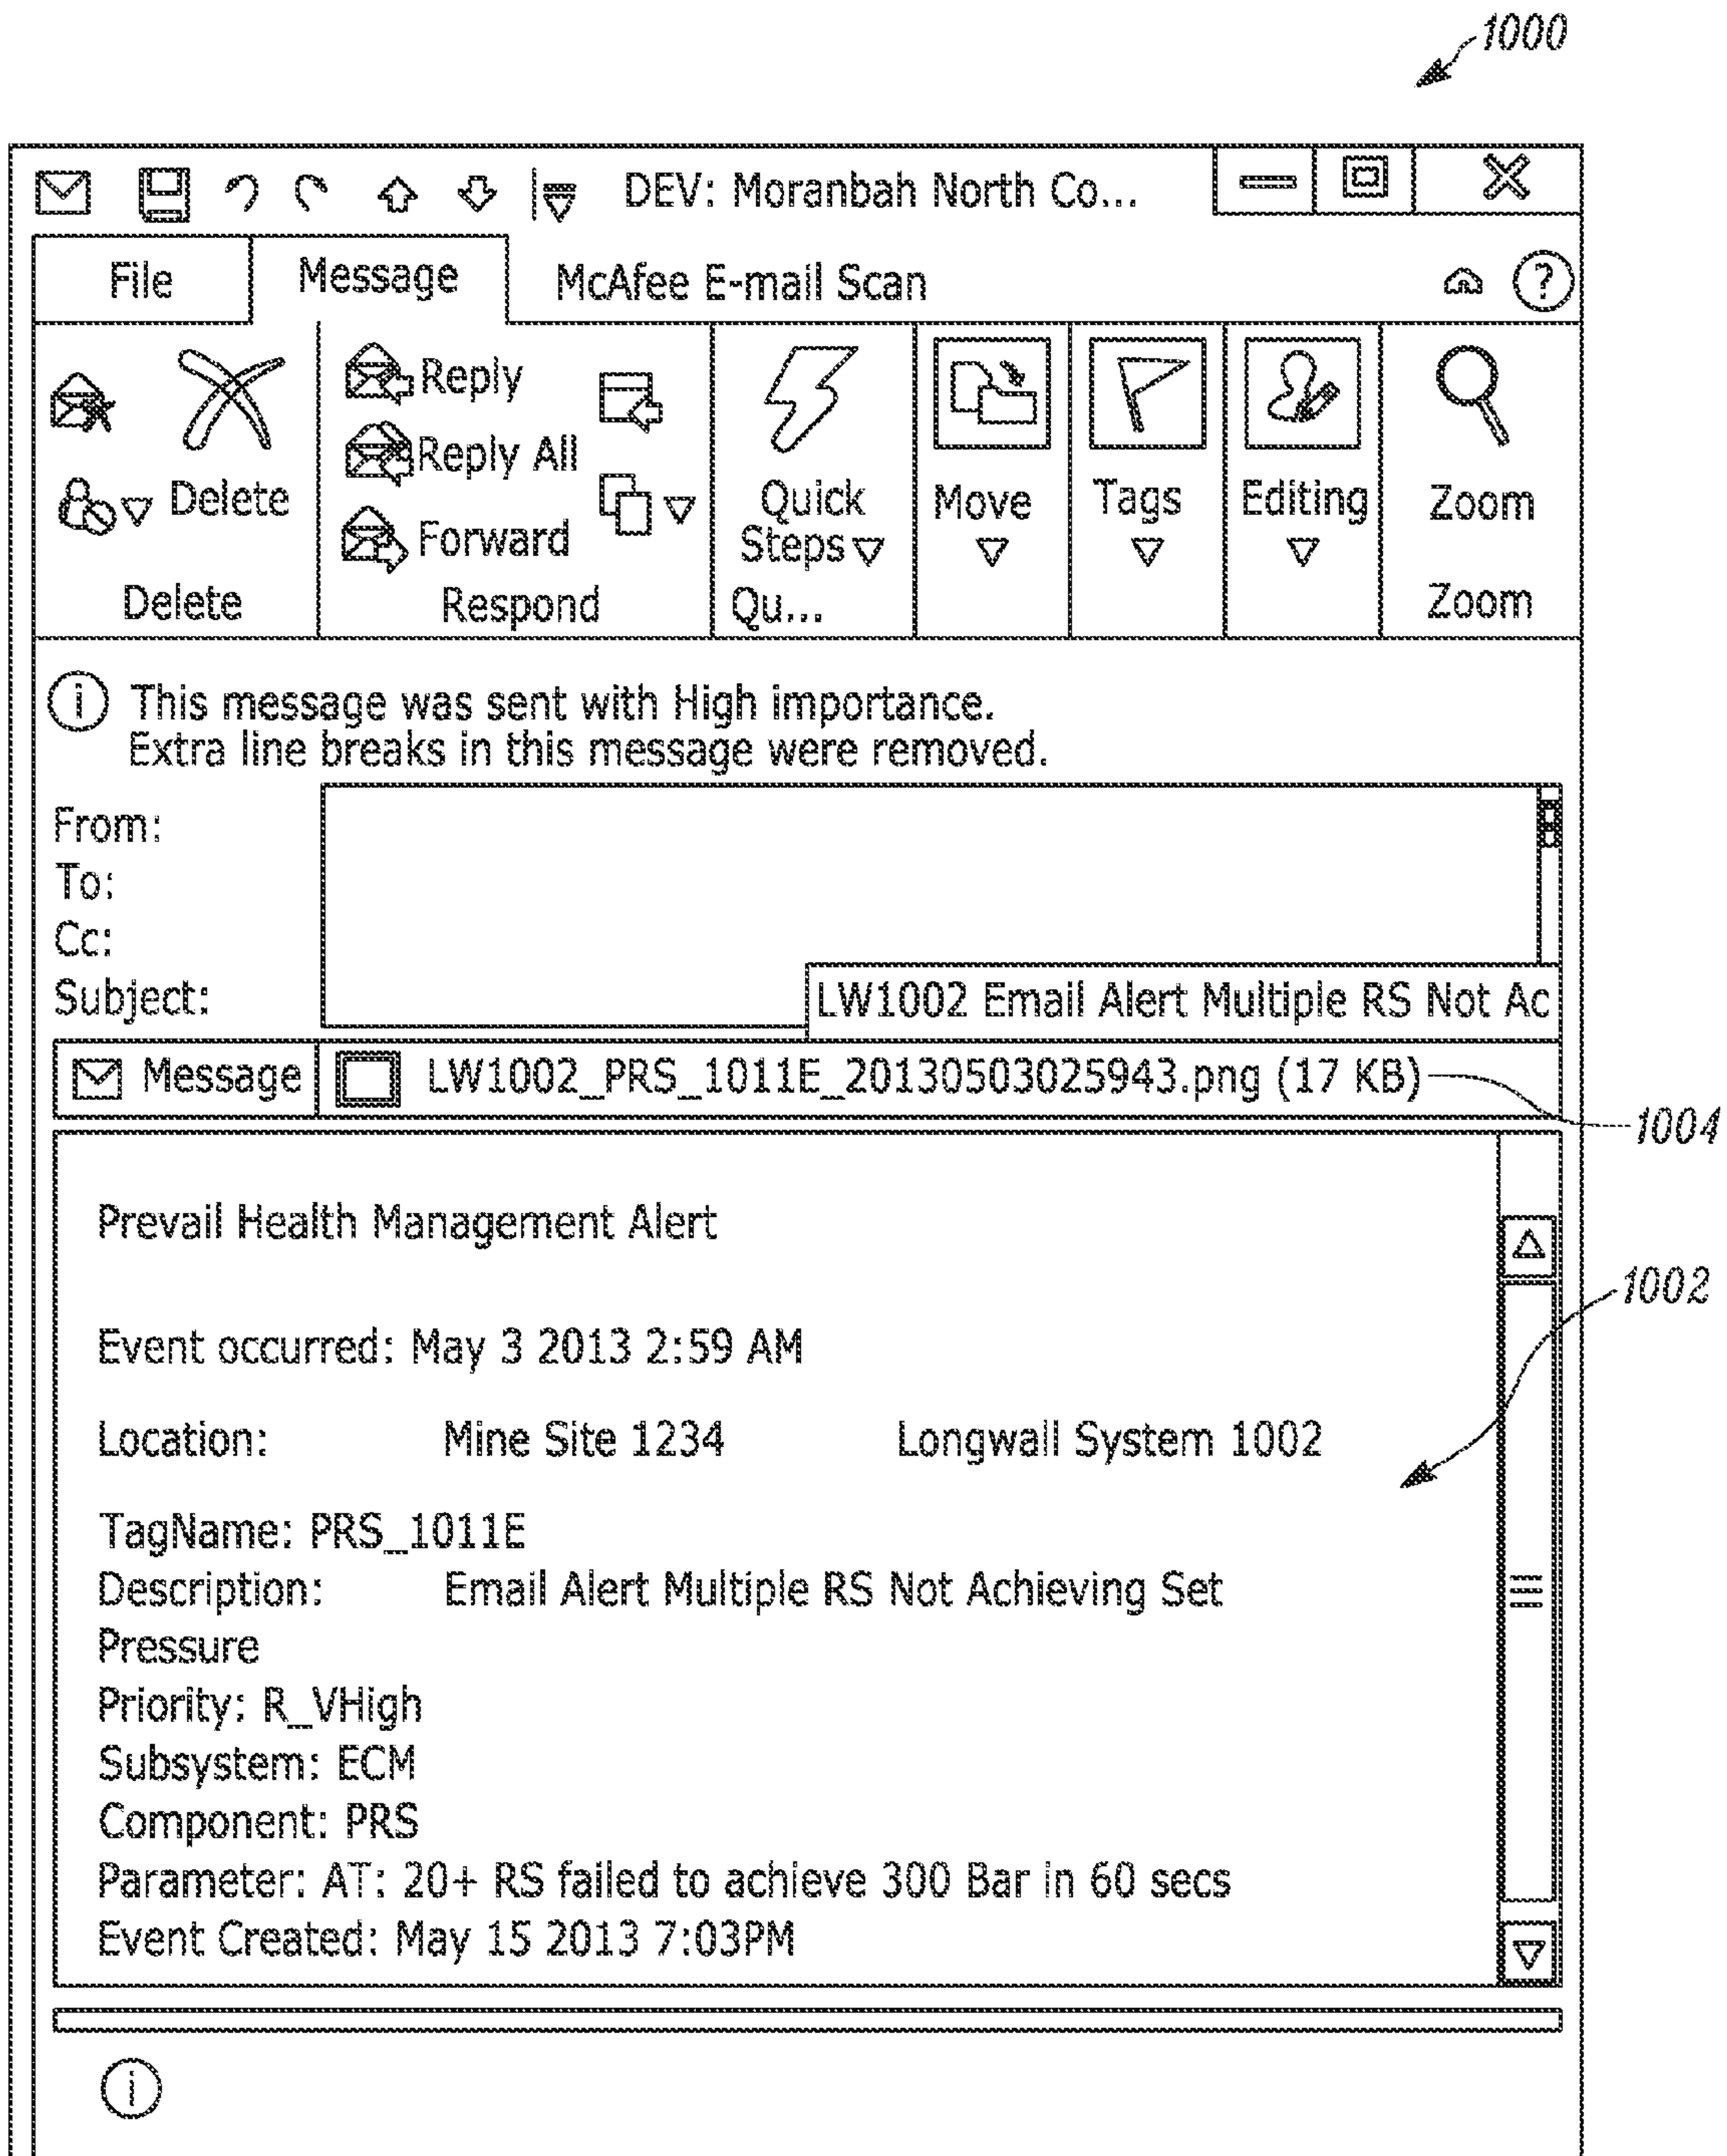 1000
DEV: Moranbah North Co...
File Message McAfee E-mail Scan ?
Reply
Reply All
Delete Quick Move Tags Editing Zoom
Forward Steps
Delete Respond Qu... Zoom
i This message was sent with High importance.
Extra line breaks in this message were removed.
From:
To:
Cc:
Subject: LW1002 Email Alert Multiple RS Not Ac
Message LW1002_PRS_1011E_20130503025943.png (17 KB)
1004
Prevail Health Management Alert
1002
Event occurred: May 3 2013 2:59 AM
Location: Mine Site 1234 Longwall System 1002
TagName: PRS_1011E
Description: Email Alert Multiple RS Not Achieving Set
Pressure
Priority: R_VHigh
Subsystem: ECM
Component: PRS
Parameter: AT: 20+ RS failed to achieve 300 Bar in 60 secs
Event Created: May 15 2013 7:03PM
i